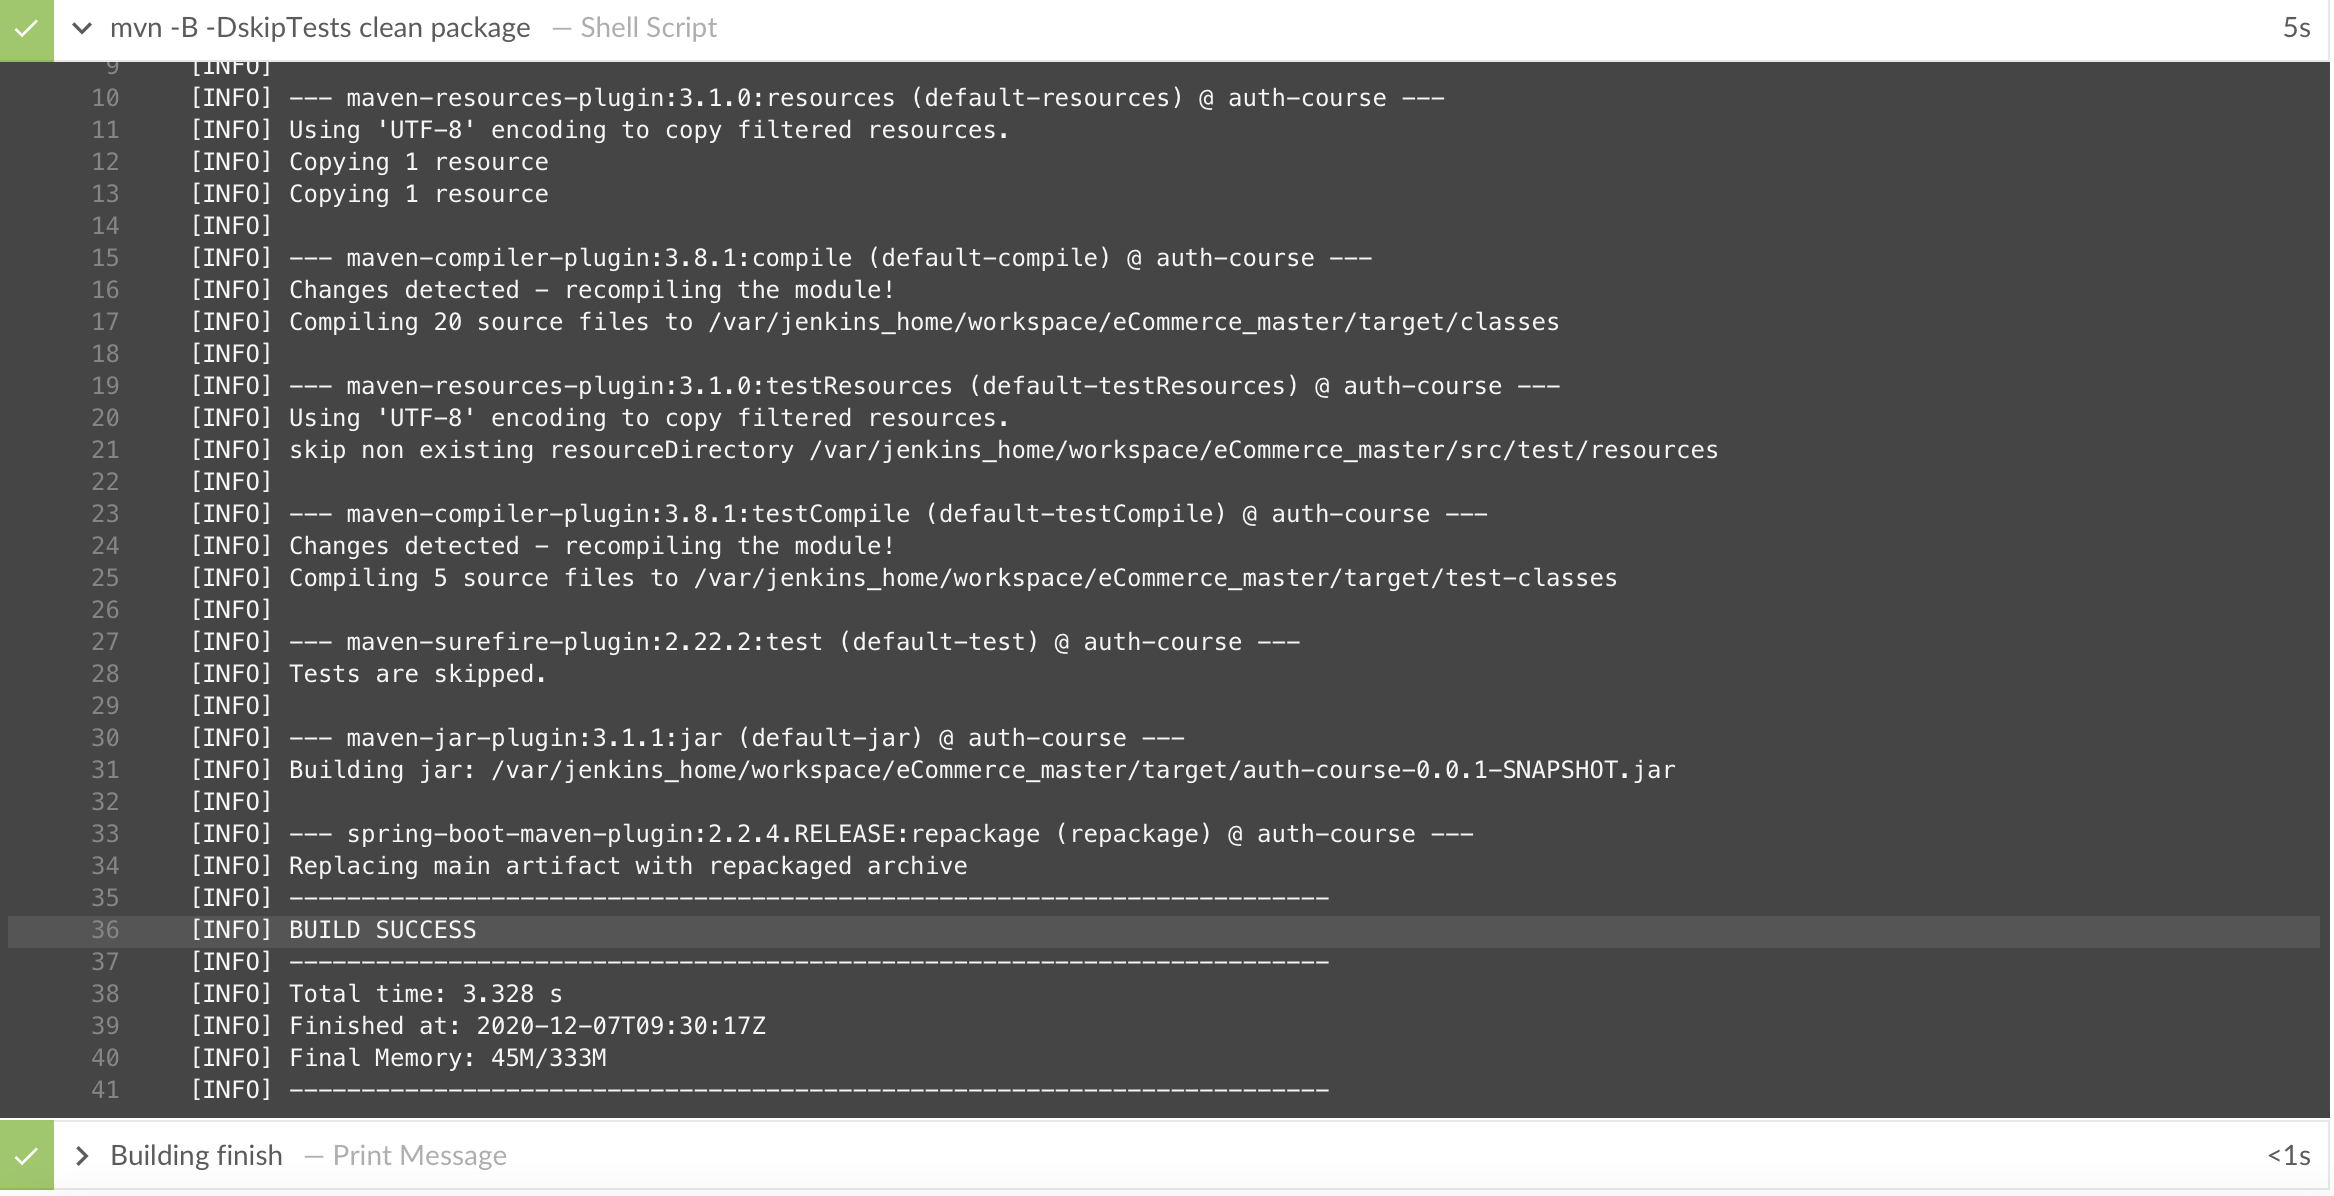 mvn -B -DskipTests clean package — Shell Script 5s
9 [INFO]
10 [INFO] --- maven-resources-plugin:3.1.0:resources (default-resources) @ auth-course ---
11 [INFO] Using 'UTF-8' encoding to copy filtered resources.
12 [INFO] Copying 1 resource
13 [INFO] Copying 1 resource
14 [INFO]
15 [INFO] --- maven-compiler-plugin:3.8.1:compile (default-compile) @ auth-course ---
16 [INFO] Changes detected - recompiling the module!
17 [INFO] Compiling 20 source files to /var/jenkins_home/workspace/eCommerce_master/target/classes
18 [INFO]
19 [INFO] --- maven-resources-plugin:3.1.0:testResources (default-testResources) @ auth-course ---
20 [INFO] Using 'UTF-8' encoding to copy filtered resources.
21 [INFO] skip non existing resourceDirectory /var/jenkins_home/workspace/eCommerce_master/src/test/resources
22 [INFO]
23 [INFO] --- maven-compiler-plugin:3.8.1:testCompile (default-testCompile) @ auth-course ---
24 [INFO] Changes detected - recompiling the module!
25 [INFO] Compiling 5 source files to /var/jenkins_home/workspace/eCommerce_master/target/test-classes
26 [INFO]
27 [INFO] --- maven-surefire-plugin:2.22.2:test (default-test) @ auth-course ---
28 [INFO] Tests are skipped.
29 [INFO]
30 [INFO] --- maven-jar-plugin:3.1.1:jar (default-jar) @ auth-course ---
31 [INFO] Building jar: /var/jenkins_home/workspace/eCommerce_master/target/auth-course-0.0.1-SNAPSHOT.jar
32 [INFO]
33 [INFO] --- spring-boot-maven-plugin:2.2.4.RELEASE:repackage (repackage) @ auth-course ---
34 [INFO] Replacing main artifact with repackaged archive
35 [INFO] ------------------------------------------------------------------------
36 [INFO] BUILD SUCCESS
37 [INFO] ------------------------------------------------------------------------
38 [INFO] Total time: 3.328 s
39 [INFO] Finished at: 2020-12-07T09:30:17Z
40 [INFO] Final Memory: 45M/333M
41 [INFO] ------------------------------------------------------------------------
Building finish — Print Message <1s